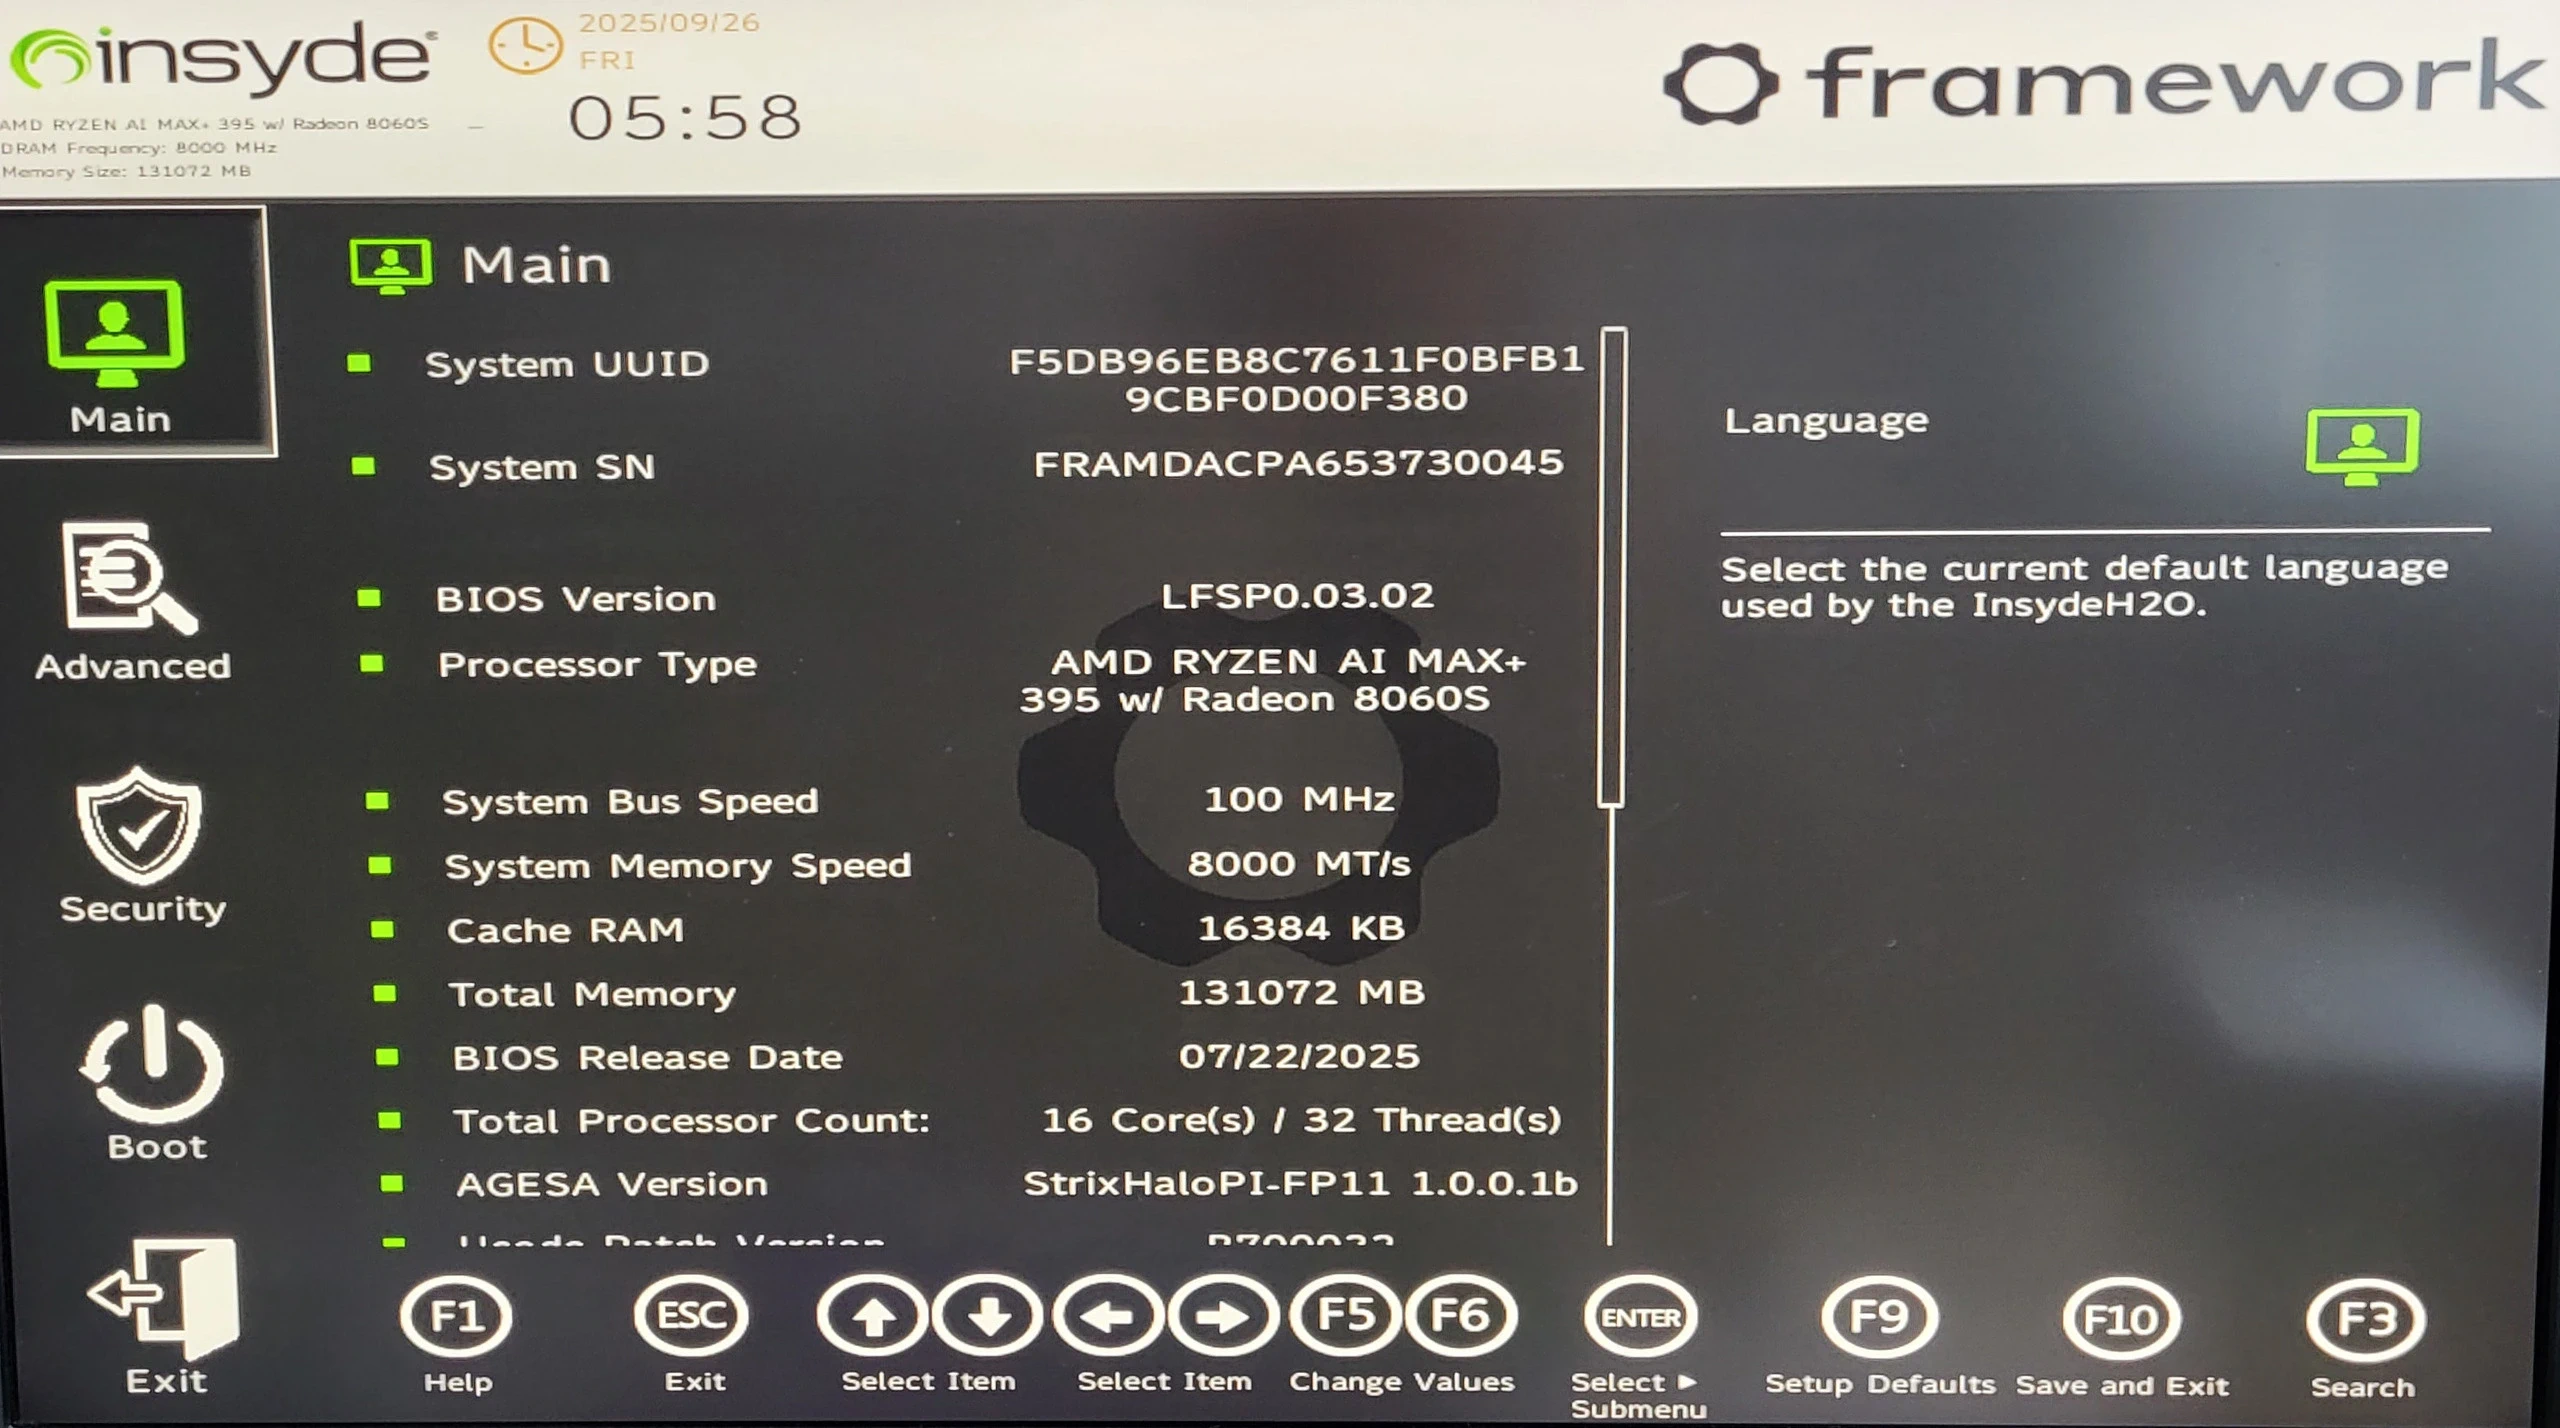 insyde
2025/09/26
FRI
05:58
framework
AMD RYZEN AI MAX+ 395 w/ Radeon 8060S
DRAM Frequency: 8000 MHz
Memory Size: 131072 MB
Main
Advanced
Security
Boot
Exit
Main
System UUID F5DB96EB8C7611F0BFB1
9CBF0D00F380
System SN FRAMDACPA653730045
BIOS Version LFSP0.03.02
Processor Type AMD RYZEN AI MAX+
395 w/ Radeon 8060S
System Bus Speed 100 MHz
System Memory Speed 8000 MT/s
Cache RAM 16384 KB
Total Memory 131072 MB
BIOS Release Date 07/22/2025
Total Processor Count: 16 Core(s) / 32 Thread(s)
AGESA Version StrixHaloPI-FP11 1.0.0.1b
Language
Select the current default language
used by the InsydeH2O.
F1 ESC F5 F6 ENTER F9 F10 F3
Help Exit Select Item Select Item Change Values Select ▶ Setup Defaults Save and Exit Search
Submenu